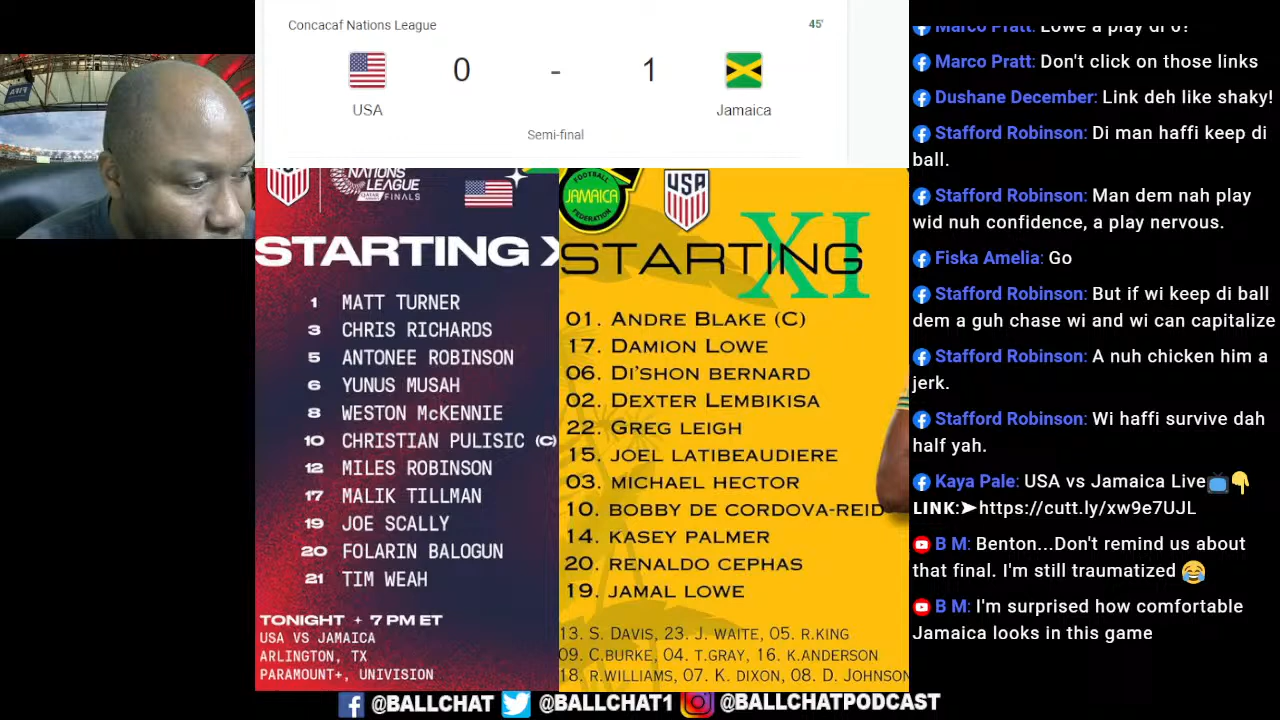 Concacaf Nations League
45'
0 - 1
USA
Jamaica
Semi-final
NATIONS
LEAGUE
FINALS
STARTING X
1 MATT TURNER
3 CHRIS RICHARDS
5 ANTONEE ROBINSON
6 YUNUS MUSAH
8 WESTON McKENNIE
10 CHRISTIAN PULISIC (C)
12 MILES ROBINSON
17 MALIK TILLMAN
19 JOE SCALLY
20 FOLARIN BALOGUN
21 TIM WEAH
TONIGHT + 7 PM ET
USA VS JAMAICA
ARLINGTON, TX
PARAMOUNT+, UNIVISION
FOOTBALL
JAMAICA
FEDERATION
USA
STARTING XI
01. ANDRE BLAKE (C)
17. DAMION LOWE
06. DI'SHON BERNARD
02. DEXTER LEMBIKISA
22. GREG LEIGH
15. JOEL LATIBEAUDIERE
03. MICHAEL HECTOR
10. BOBBY DE CORDOVA-REID
14. KASEY PALMER
20. RENALDO CEPHAS
19. JAMAL LOWE
13. S. DAVIS, 23. J. WAITE, 05. R.KING
09. C.BURKE, 04. T.GRAY, 16. K.ANDERSON
18. R.WILLIAMS, 07. K. DIXON, 08. D. JOHNSON
Marco Pratt: Lowe a play di 6?
Marco Pratt: Don't click on those links
Dushane December: Link deh like shaky!
Stafford Robinson: Di man haffi keep di
ball.
Stafford Robinson: Man dem nah play
wid nuh confidence, a play nervous.
Fiska Amelia: Go
Stafford Robinson: But if wi keep di ball
dem a guh chase wi and wi can capitalize
Stafford Robinson: A nuh chicken him a
jerk.
Stafford Robinson: Wi haffi survive dah
half yah.
Kaya Pale: USA vs Jamaica Live📺👇
𝗟𝗜𝗡𝗞:➤https://cutt.ly/xw9e7UJL
B M: Benton...Don't remind us about
that final. I'm still traumatized 😂
B M: I'm surprised how comfortable
Jamaica looks in this game
@BALLCHAT @BALLCHAT1 @BALLCHATPODCAST